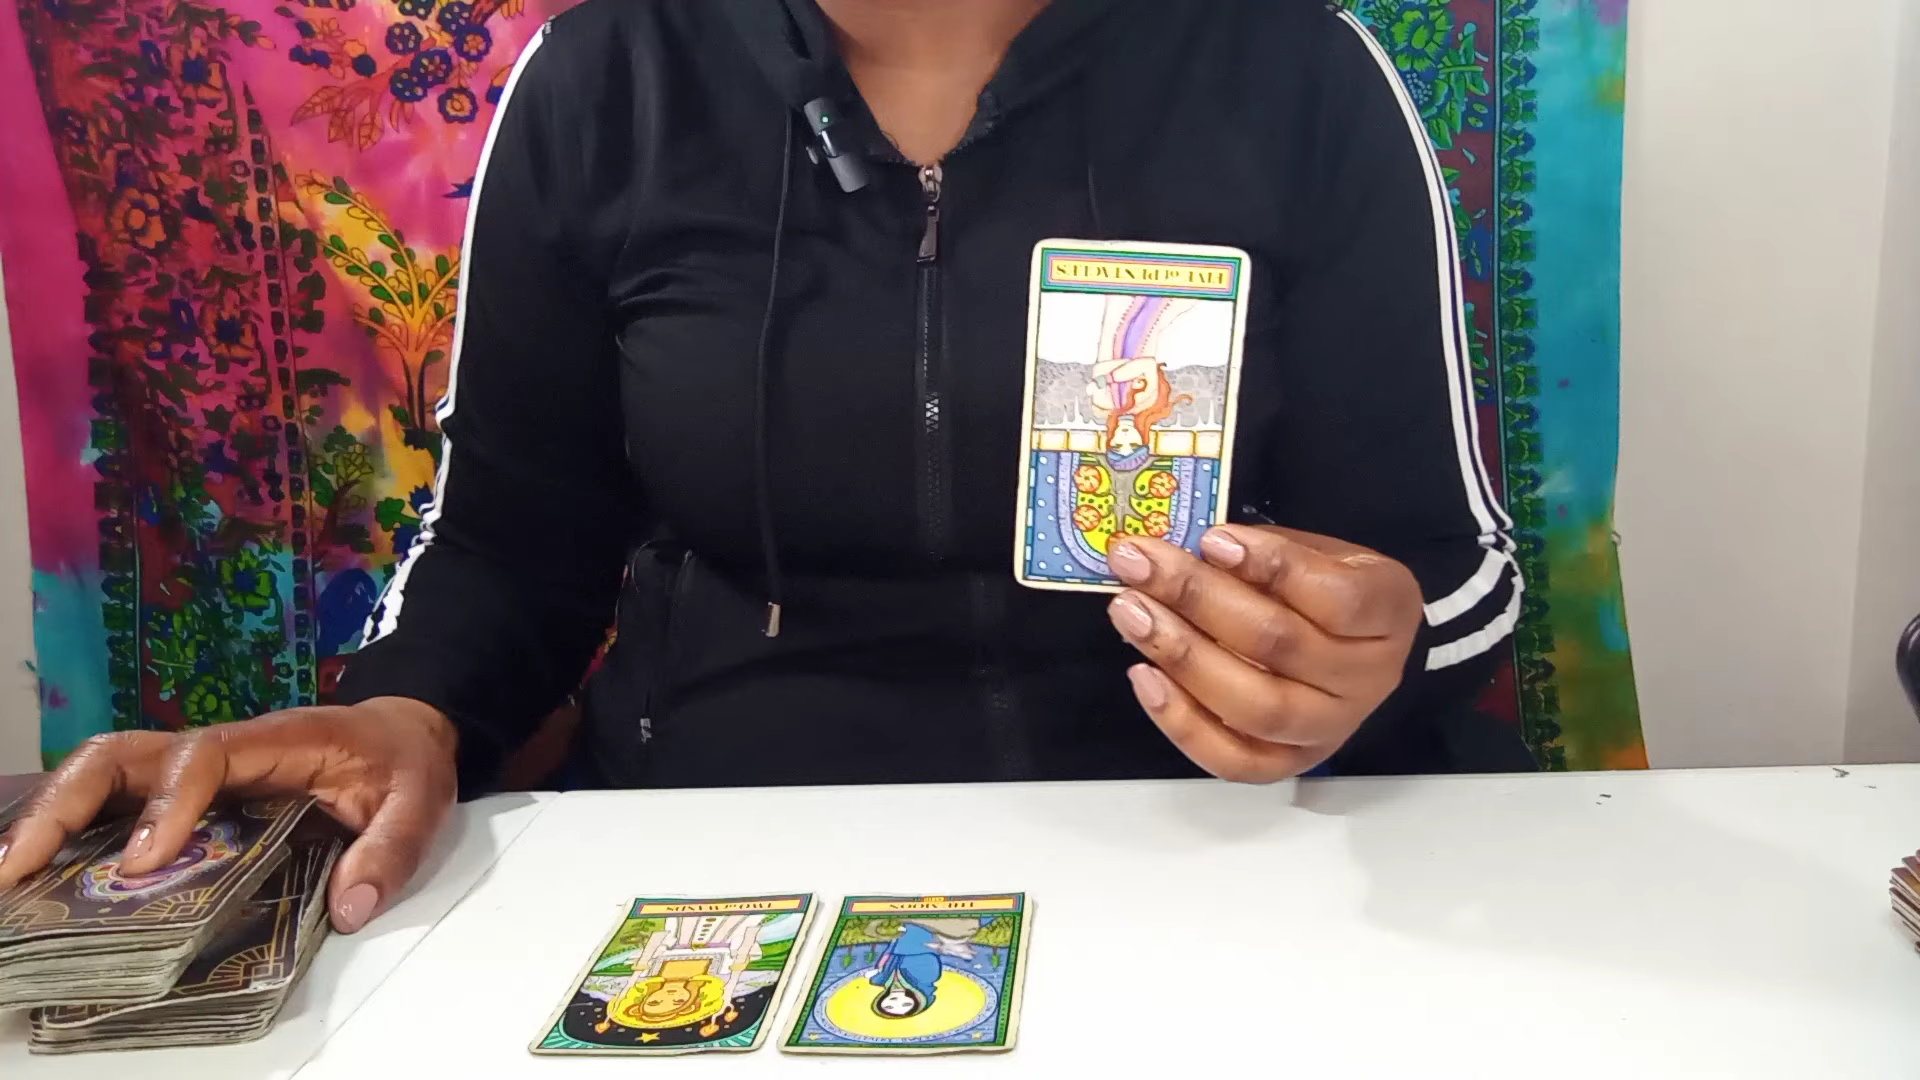 FIVE of PENTACLES
TWO of WANDS
THE MOON